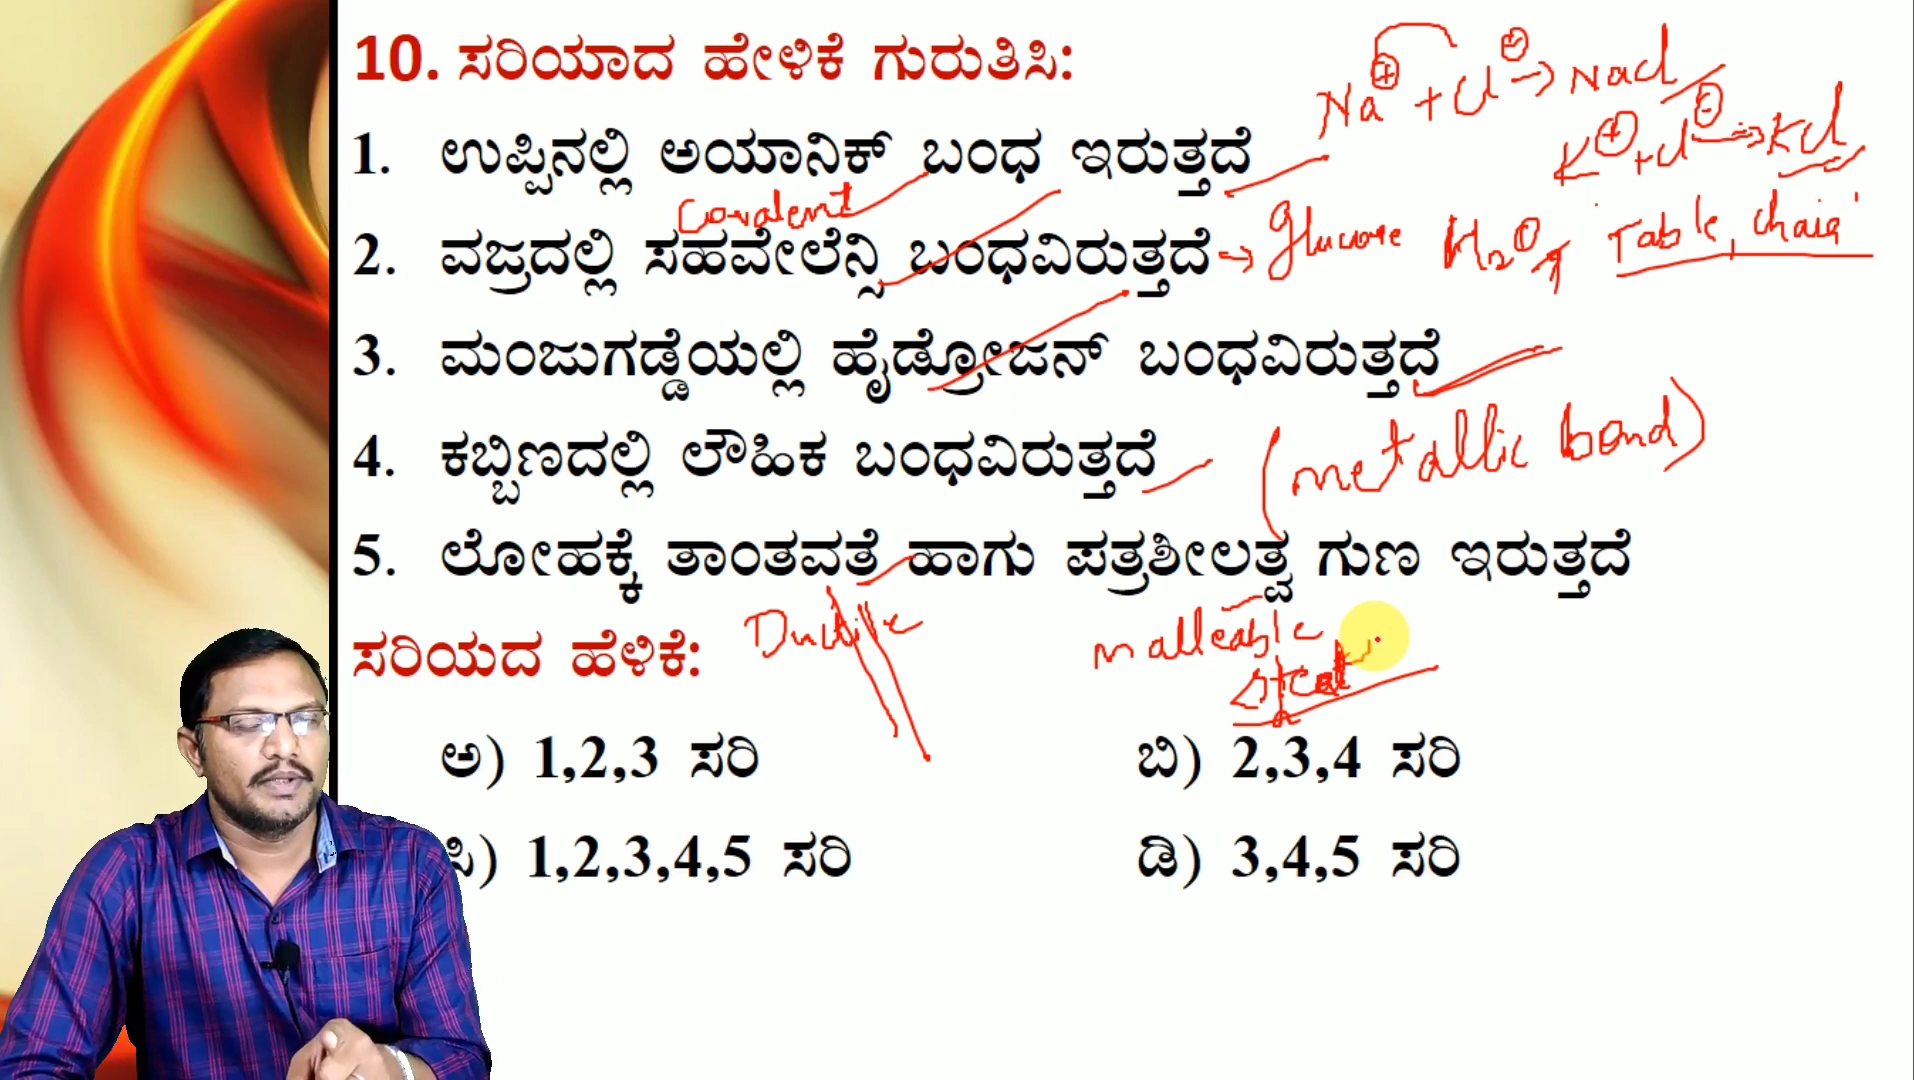 10. ಸರಿಯಾದ ಹೇಳಿಕೆ ಗುರುತಿಸಿ:
Na⊕ + Cl⊖ → Nacl
1. ಉಪ್ಪಿನಲ್ಲಿ ಅಯಾನಿಕ್ ಬಂಧ ಇರುತ್ತದೆ
K⊕ + Cl⊖ → Kcl
Covalent
2. ವಜ್ರದಲ್ಲಿ ಸಹವೇಲೆನ್ಸಿ ಬಂಧವಿರುತ್ತದೆ → Glucose H₂O, Table, chair
3. ಮಂಜುಗಡ್ಡೆಯಲ್ಲಿ ಹೈಡ್ರೋಜನ್ ಬಂಧವಿರುತ್ತದೆ
4. ಕಬ್ಬಿಣದಲ್ಲಿ ಲೌಹಿಕ ಬಂಧವಿರುತ್ತದೆ (metallic bond)
5. ಲೋಹಕ್ಕೆ ತಾಂತವತೆ ಹಾಗು ಪತ್ರಶೀಲತ್ವ ಗುಣ ಇರುತ್ತದೆ
Ductile malleable
ಸರಿಯದ ಹೆಳಿಕೆ:
ಅ) 1,2,3 ಸರಿ ಬಿ) 2,3,4 ಸರಿ
ಸಿ) 1,2,3,4,5 ಸರಿ ಡಿ) 3,4,5 ಸರಿ